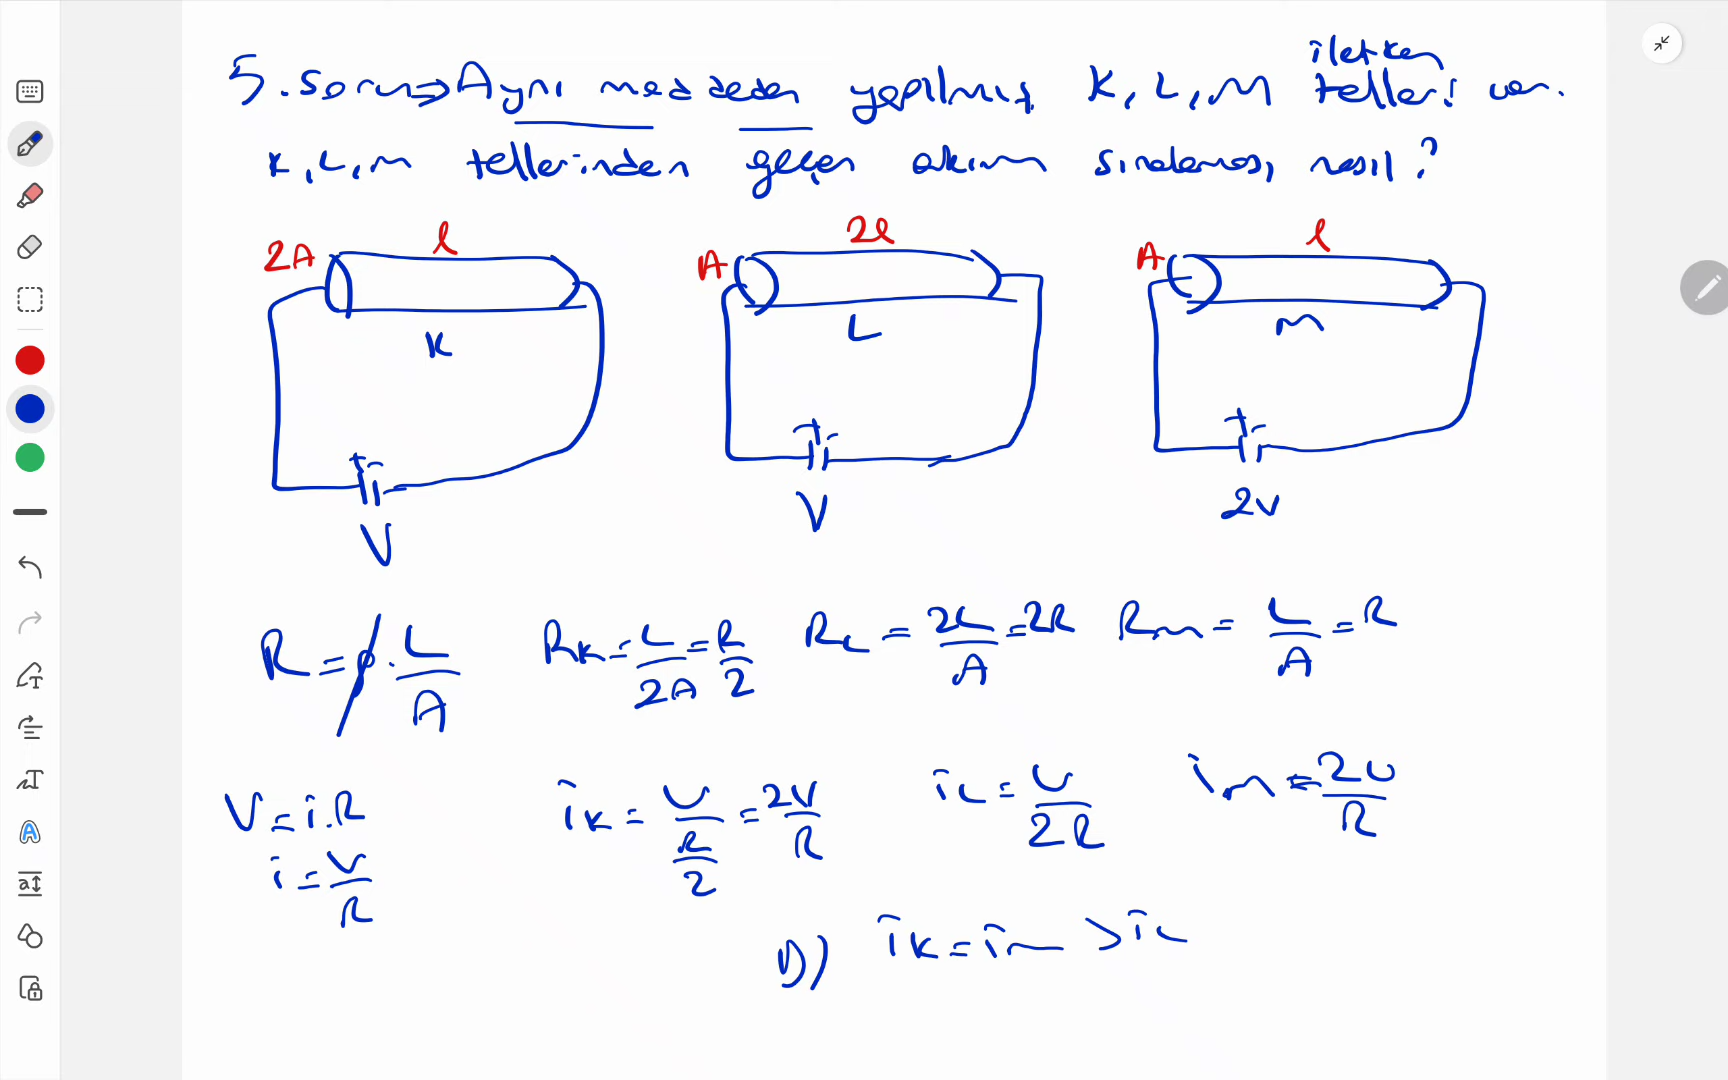 5. Soru⇒ Aynı maddeden yapılmış K, L, M iletken telleri var.
K, L, M tellerinden geçen akım sıralaması nasıl?
2A l A 2l A l
K L M
V V 2V
R = ρ . L/A R_K = L/2A = R/2 R_L = 2L/A = 2R R_M = L/A = R
V = i.R i_K = V/(R/2) = 2V/R i_L = V/2R i_M = 2V/R
i = V/R
D) i_K = i_M > i_L